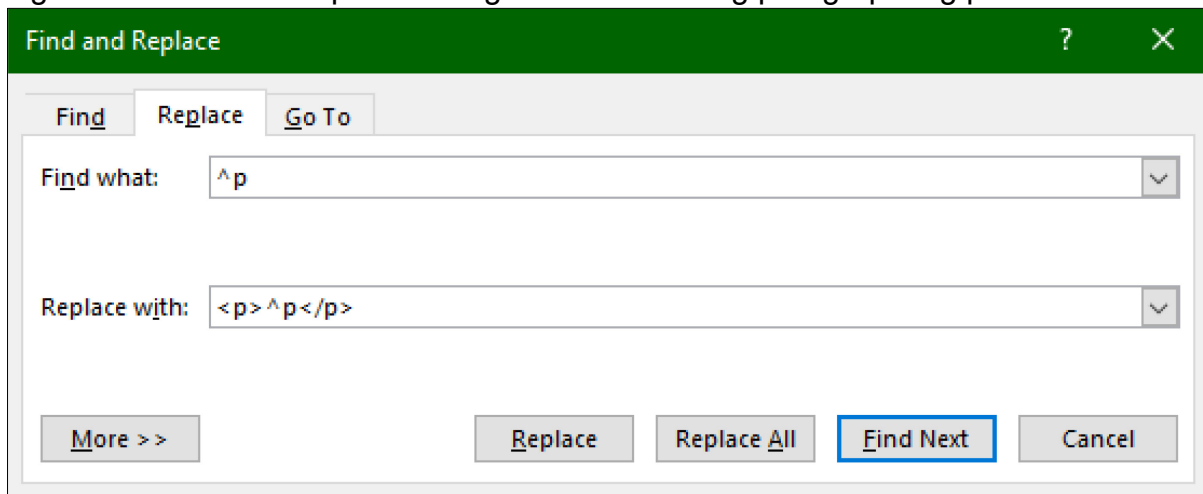 Find and Replace ? ×
Find Replace Go To
Find what: ^p
Replace with: <p>^p</p>
More >> Replace Replace All Find Next Cancel